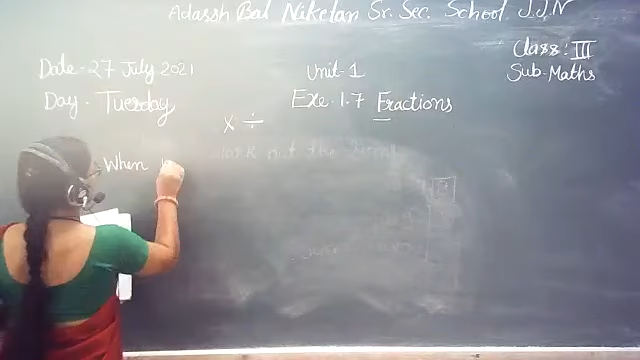 Adassh Bal Niketan Sr. Sec. School JJN
Class : III
Date - 27 July 2021
Unit-1
Sub-Maths
Day - Tuesday
Exe. 1.7 Fractions
× ÷
When